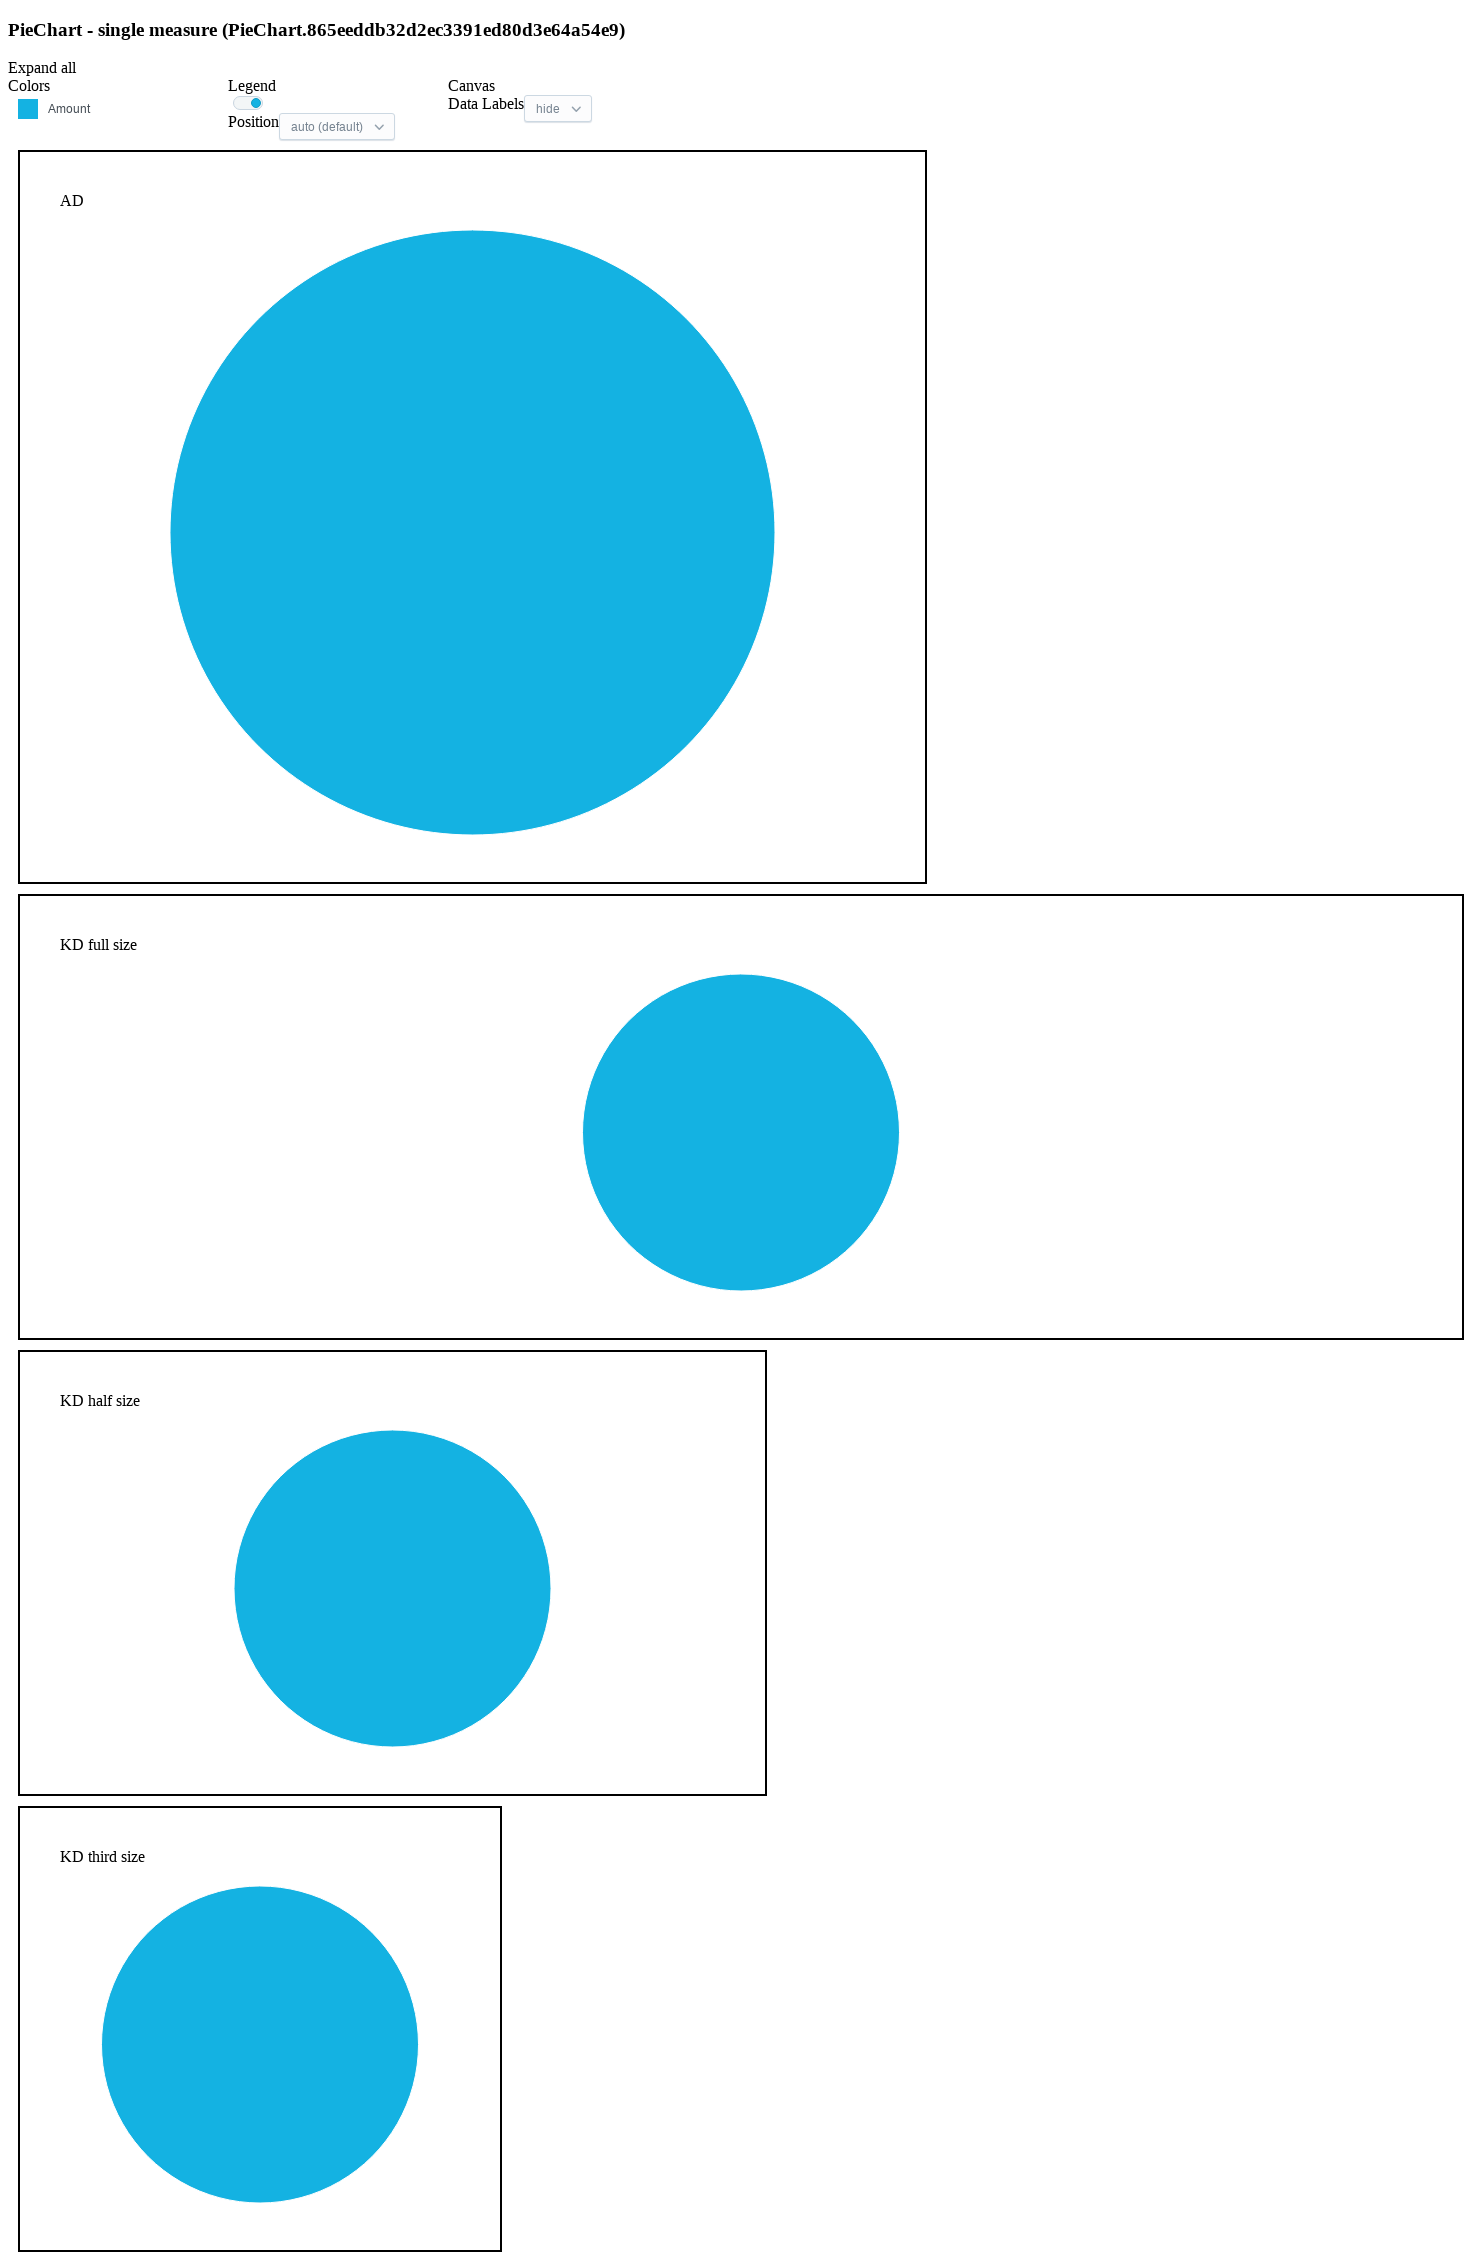 PieChart - single measure (PieChart.865eeddb32d2ec3391ed80d3e64a54e9)
Expand all
Colors
Amount
Legend
Position auto (default)
Canvas
Data Labels hide
AD
KD full size
KD half size
KD third size